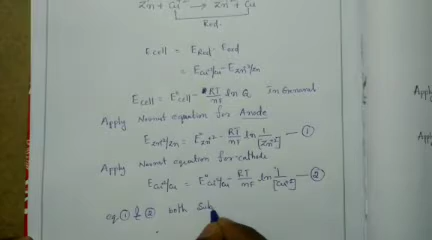 Zn + Cu²⁺ → Zn²⁺ + Cu
Red.
Ecell = ERed - Eoxd
= ECu²⁺/Cu - EZn²⁺/Zn
Ecell = E°cell - RT/nF ln Q In General
Apply Nernst equation for Anode
EZn²⁺/Zn = E°Zn²⁺ - RT/nF ln 1/[Zn²⁺] — ①
Apply Nernst equation for cathode
ECu²⁺/Cu = E°Cu²⁺/Cu - RT/nF ln 1/[Cu²⁺] — ②
eq ① & ② both Sub
Apply